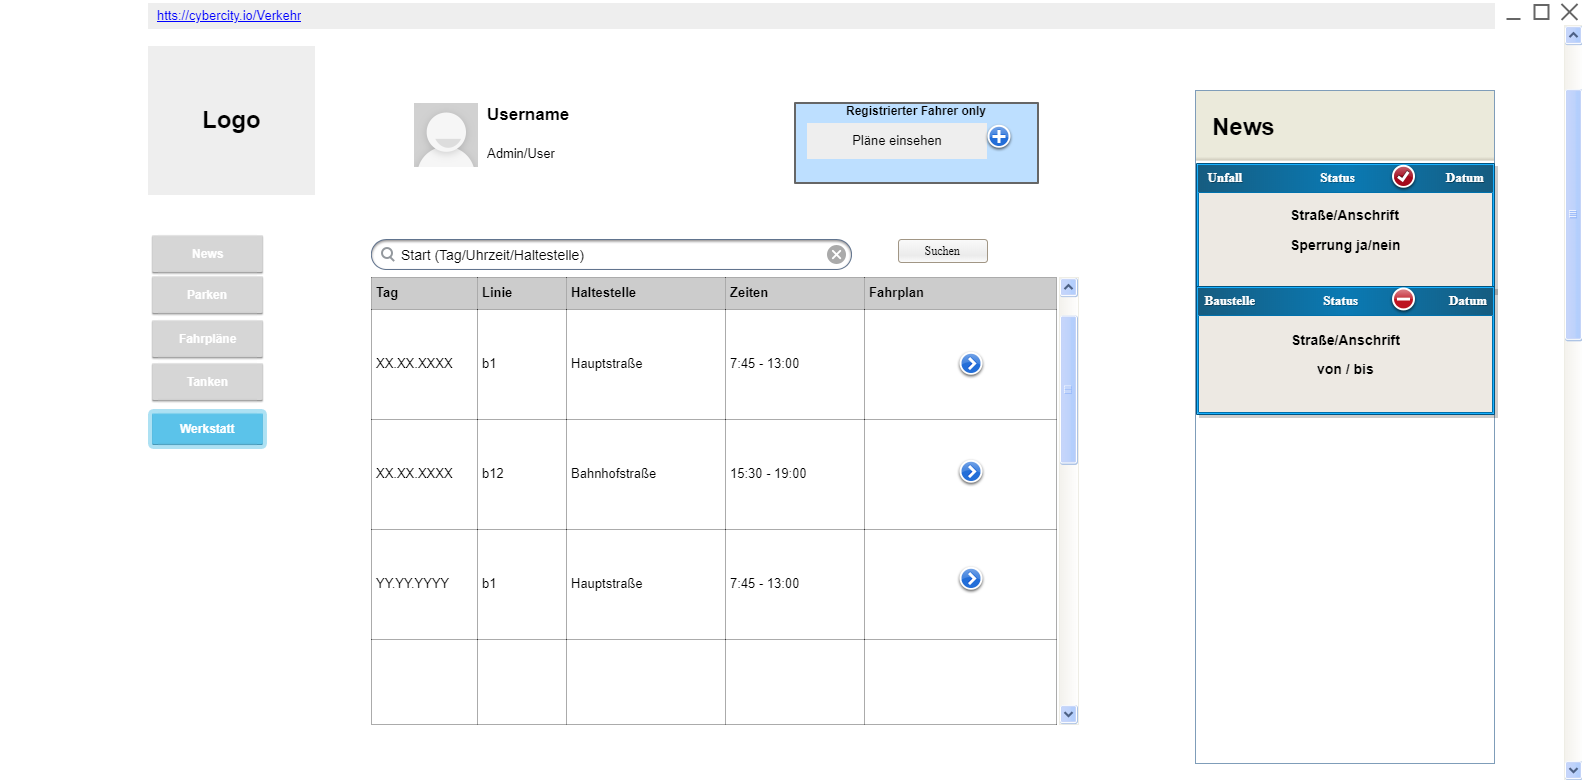 htts://cybercity.io/Verkehr
Logo
Username
Admin/User
Registrierter Fahrer only
Pläne einsehen
News
Parken
Fahrpläne
Tanken
Werkstatt
Start (Tag/Uhrzeit/Haltestelle)
Suchen
Tag Linie Haltestelle Zeiten Fahrplan
XX.XX.XXXX b1 Hauptstraße 7:45 - 13:00
XX.XX.XXXX b12 Bahnhofstraße 15:30 - 19:00
YY.YY.YYYY b1 Hauptstraße 7:45 - 13:00
News
Unfall Status Datum
Straße/Anschrift
Sperrung ja/nein
Baustelle Status Datum
Straße/Anschrift
von / bis